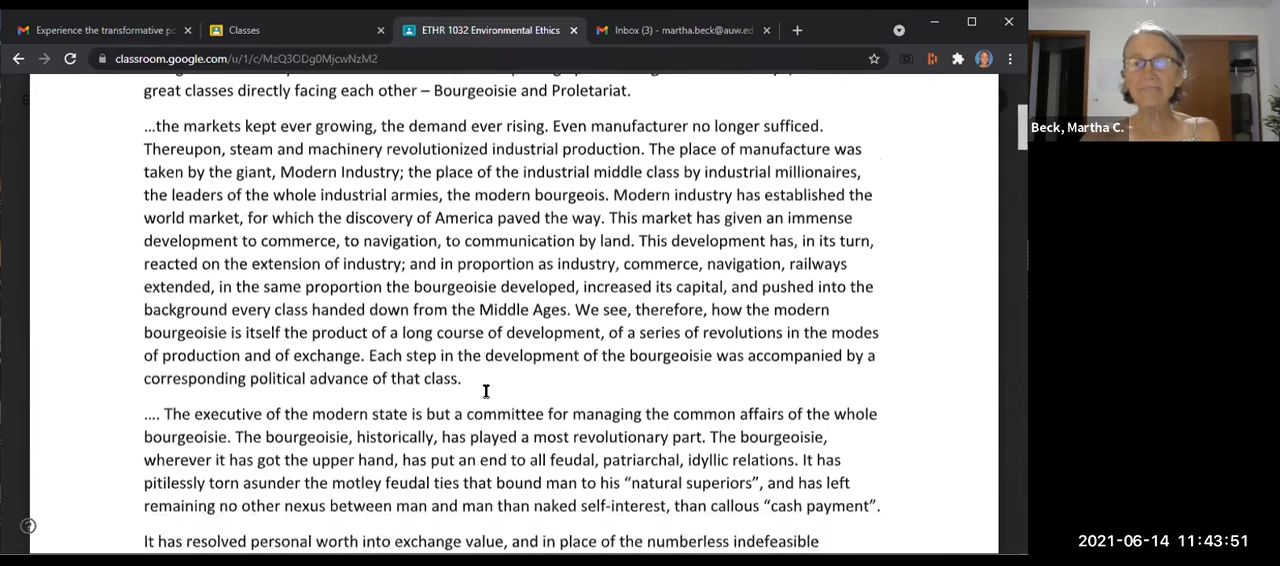 Experience the transformative pc
Classes
ETHR 1032 Environmental Ethics
Inbox (3) - martha.beck@auw.ed
classroom.google.com/u/1/c/MzQ3ODg0MjcwNzM2
great classes directly facing each other – Bourgeoisie and Proletariat.
…the markets kept ever growing, the demand ever rising. Even manufacturer no longer sufficed.
Thereupon, steam and machinery revolutionized industrial production. The place of manufacture was
taken by the giant, Modern Industry; the place of the industrial middle class by industrial millionaires,
the leaders of the whole industrial armies, the modern bourgeois. Modern industry has established the
world market, for which the discovery of America paved the way. This market has given an immense
development to commerce, to navigation, to communication by land. This development has, in its turn,
reacted on the extension of industry; and in proportion as industry, commerce, navigation, railways
extended, in the same proportion the bourgeoisie developed, increased its capital, and pushed into the
background every class handed down from the Middle Ages. We see, therefore, how the modern
bourgeoisie is itself the product of a long course of development, of a series of revolutions in the modes
of production and of exchange. Each step in the development of the bourgeoisie was accompanied by a
corresponding political advance of that class.
…. The executive of the modern state is but a committee for managing the common affairs of the whole
bourgeoisie. The bourgeoisie, historically, has played a most revolutionary part. The bourgeoisie,
wherever it has got the upper hand, has put an end to all feudal, patriarchal, idyllic relations. It has
pitilessly torn asunder the motley feudal ties that bound man to his “natural superiors”, and has left
remaining no other nexus between man and man than naked self-interest, than callous “cash payment”.
It has resolved personal worth into exchange value, and in place of the numberless indefeasible
Beck, Martha C.
2021-06-14 11:43:51